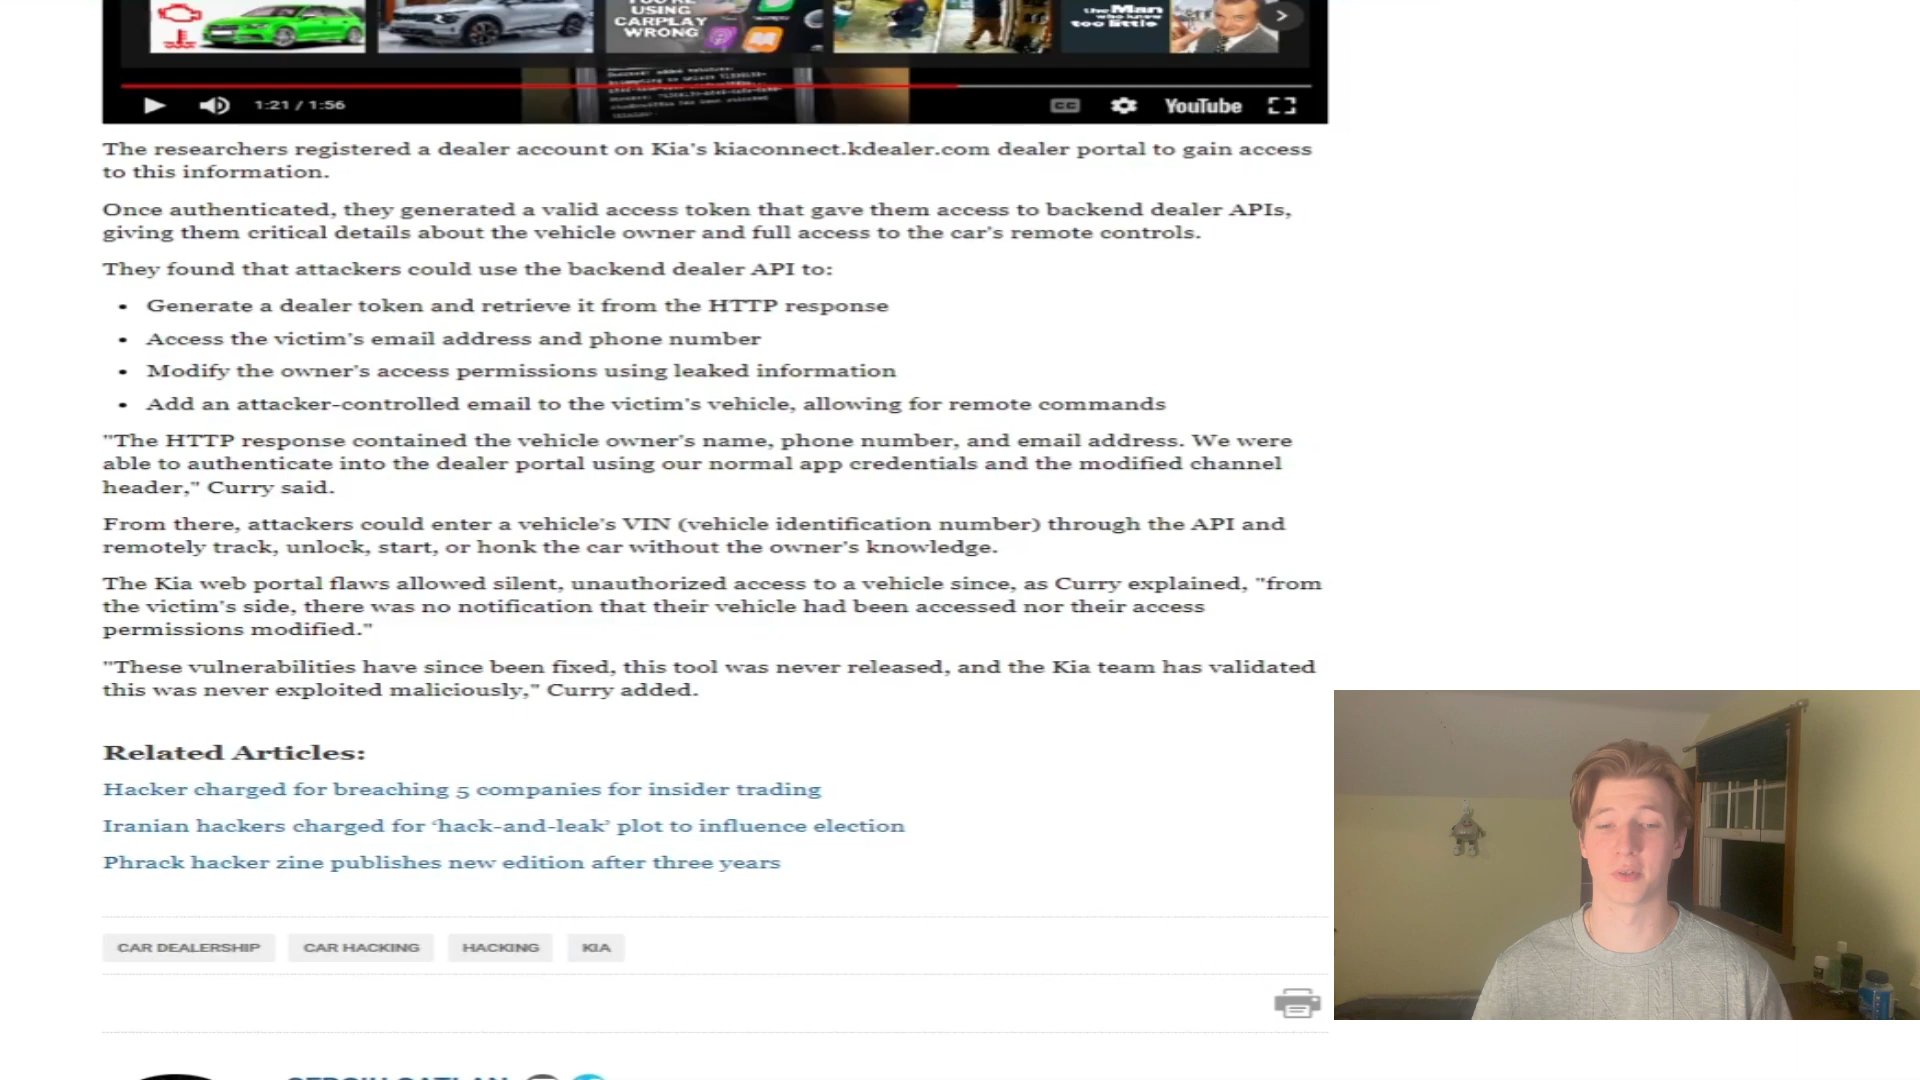 USING
CARPLAY
WRONG
the Man
who knew
too little
1:21 / 1:56
CC
YouTube
The researchers registered a dealer account on Kia's kiaconnect.kdealer.com dealer portal to gain access
to this information.
Once authenticated, they generated a valid access token that gave them access to backend dealer APIs,
giving them critical details about the vehicle owner and full access to the car's remote controls.
They found that attackers could use the backend dealer API to:
• Generate a dealer token and retrieve it from the HTTP response
• Access the victim's email address and phone number
• Modify the owner's access permissions using leaked information
• Add an attacker-controlled email to the victim's vehicle, allowing for remote commands
"The HTTP response contained the vehicle owner's name, phone number, and email address. We were
able to authenticate into the dealer portal using our normal app credentials and the modified channel
header," Curry said.
From there, attackers could enter a vehicle's VIN (vehicle identification number) through the API and
remotely track, unlock, start, or honk the car without the owner's knowledge.
The Kia web portal flaws allowed silent, unauthorized access to a vehicle since, as Curry explained, "from
the victim's side, there was no notification that their vehicle had been accessed nor their access
permissions modified."
"These vulnerabilities have since been fixed, this tool was never released, and the Kia team has validated
this was never exploited maliciously," Curry added.
Related Articles:
Hacker charged for breaching 5 companies for insider trading
Iranian hackers charged for ‘hack-and-leak’ plot to influence election
Phrack hacker zine publishes new edition after three years
CAR DEALERSHIP
CAR HACKING
HACKING
KIA